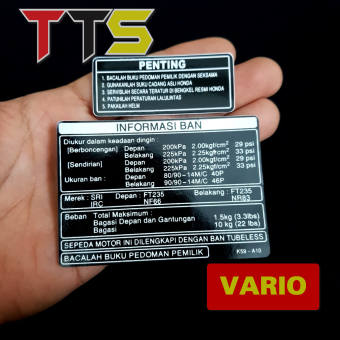 TTS
PENTING
1. BACALAH BUKU PEDOMAN PEMILIK DENGAN SEKSAMA
2. GUNAKANLAH SUKU CADANG ASLI HONDA
3. SERVISLAH SECARA TERATUR DI BENGKEL RESMI HONDA
4. PATUHILAH PERATURAN LALULINTAS
5. PAKAILAH HELM
INFORMASI BAN
Diukur dalam keadaan dingin
[Berboncengan] Depan 200kPa 2.00kgf/cm² 29 psi
Belakang 225kPa 2.25kgf/cm² 33 psi
[Sendirian] Depan 200kPa 2.00kgf/cm² 29 psi
Belakang 225kPa 2.25kgf/cm² 33 psi
Ukuran ban : Depan 80/90-14M/C 40P
Belakang 90/90-14M/C 46P
Merek : SRI Depan : FT235 Belakang : FT235
IRC NF66 NR83
Beban Total Maksimum :
Bagasi Depan dan Gantungan 1.5kg (3.3lbs)
Bagasi 10 kg (22 lbs)
SEPEDA MOTOR INI DILENGKAPI DENGAN BAN TUBELESS
BACALAH BUKU PEDOMAN PEMILIK K59 - A10
VARIO